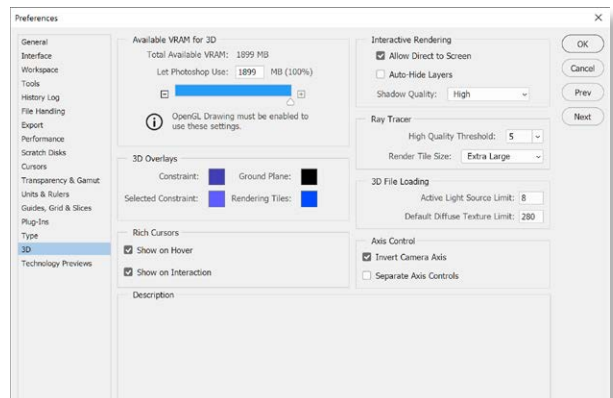 Preferences
General
Interface
Workspace
Tools
History Log
File Handling
Export
Performance
Scratch Disks
Cursors
Transparency & Gamut
Units & Rulers
Guides, Grid & Slices
Plug-Ins
Type
3D
Technology Previews
Available VRAM for 3D
Total Available VRAM: 1899 MB
Let Photoshop Use: 1899 MB (100%)
OpenGL Drawing must be enabled to
use these settings.
3D Overlays
Constraint: Ground Plane:
Selected Constraint: Rendering Tiles:
Rich Cursors
Show on Hover
Show on Interaction
Interactive Rendering
Allow Direct to Screen
Auto-Hide Layers
Shadow Quality: High
Ray Tracer
High Quality Threshold: 5
Render Tile Size: Extra Large
3D File Loading
Active Light Source Limit: 8
Default Diffuse Texture Limit: 280
Axis Control
Invert Camera Axis
Separate Axis Controls
Description
OK
Cancel
Prev
Next